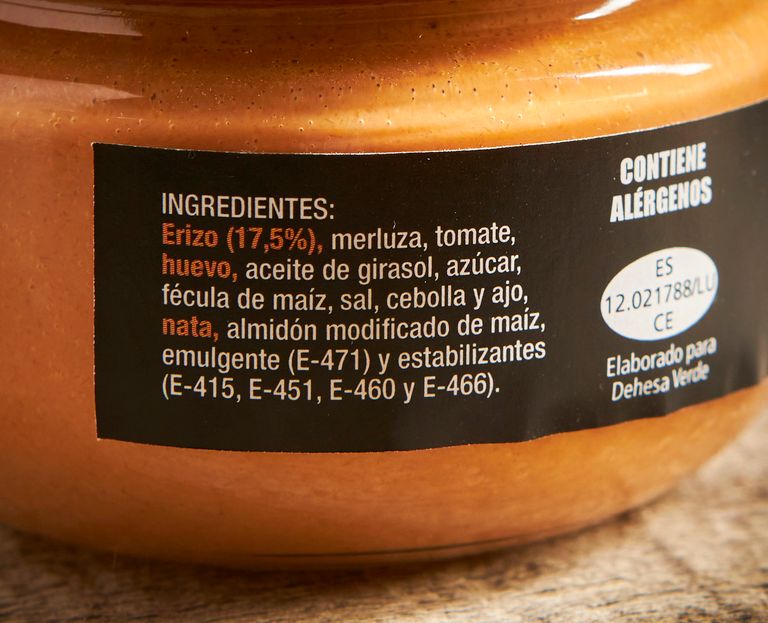 INGREDIENTES:
Erizo (17,5%), merluza, tomate,
huevo, aceite de girasol, azúcar,
fécula de maíz, sal, cebolla y ajo,
nata, almidón modificado de maíz,
emulgente (E-471) y estabilizantes
(E-415, E-451, E-460 y E-466).
CONTIENE
ALÉRGENOS
ES
12.021788/LU
CE
Elaborado para
Dehesa Verde